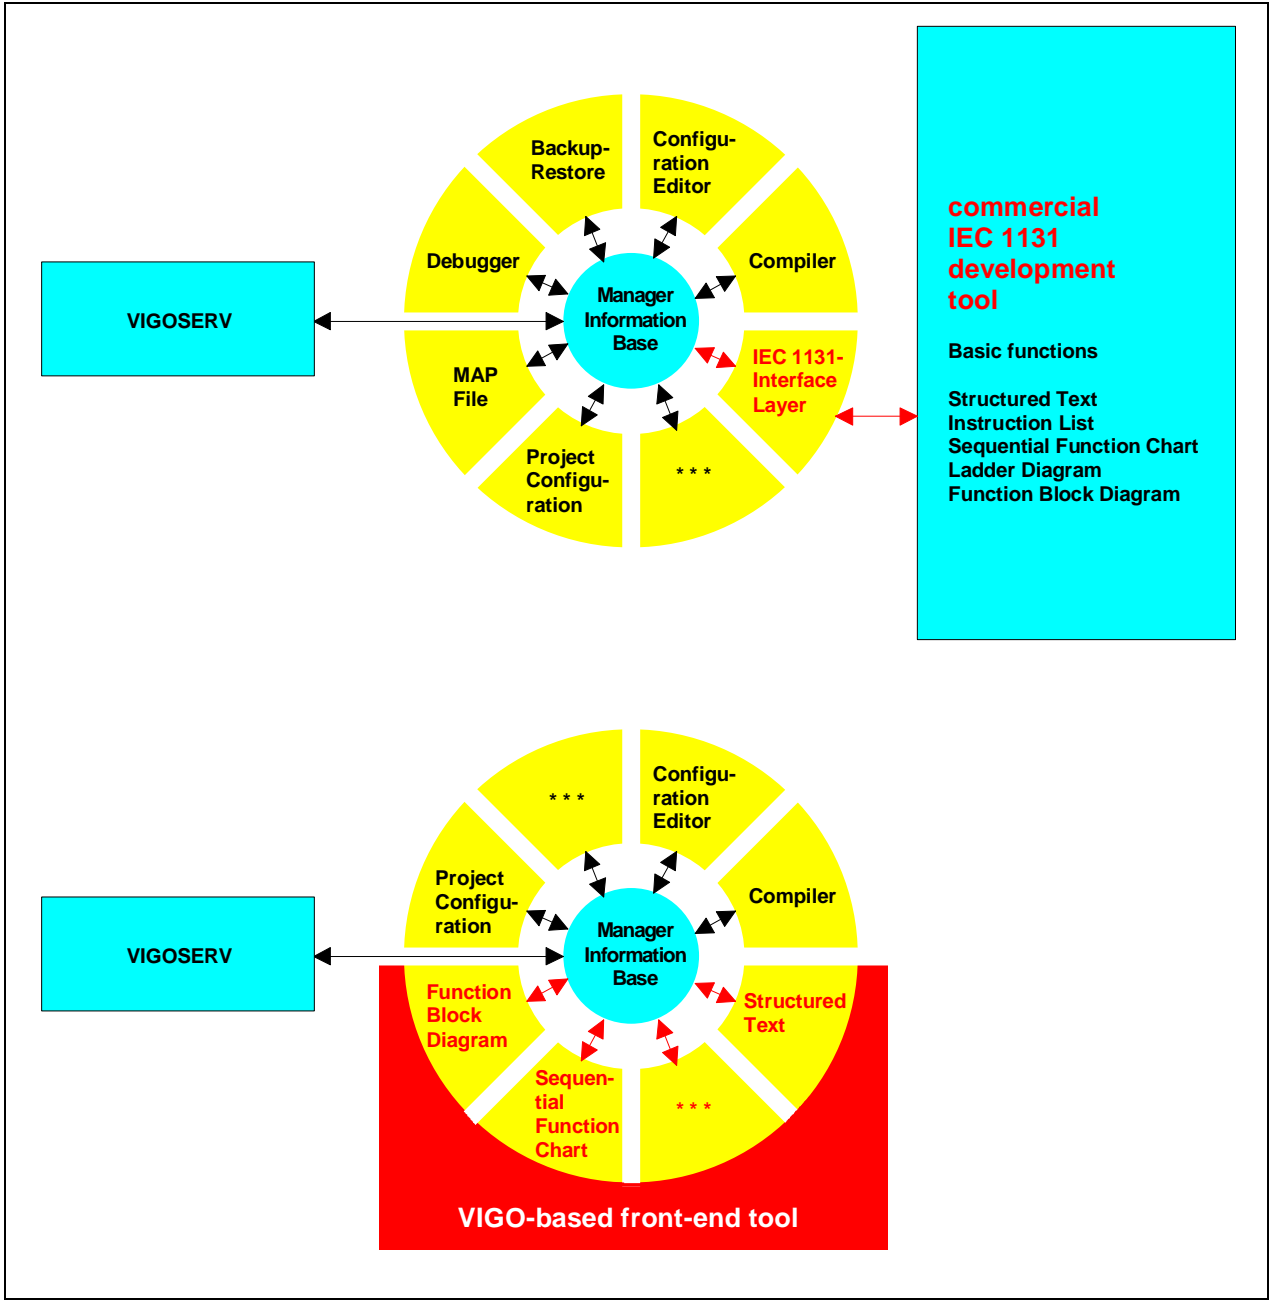 Backup-
Restore
Configu-
ration
Editor
Debugger
Compiler
VIGOSERV
Manager
Information
Base
MAP
File
IEC 1131-
Interface
Layer
Project
Configu-
ration
* * *
commercial
IEC 1131
development
tool
Basic functions
Structured Text
Instruction List
Sequential Function Chart
Ladder Diagram
Function Block Diagram
* * *
Configu-
ration
Editor
Project
Configu-
ration
Compiler
VIGOSERV
Manager
Information
Base
Function
Block
Diagram
Structured
Text
Sequen-
tial
Function
Chart
* * *
VIGO-based front-end tool